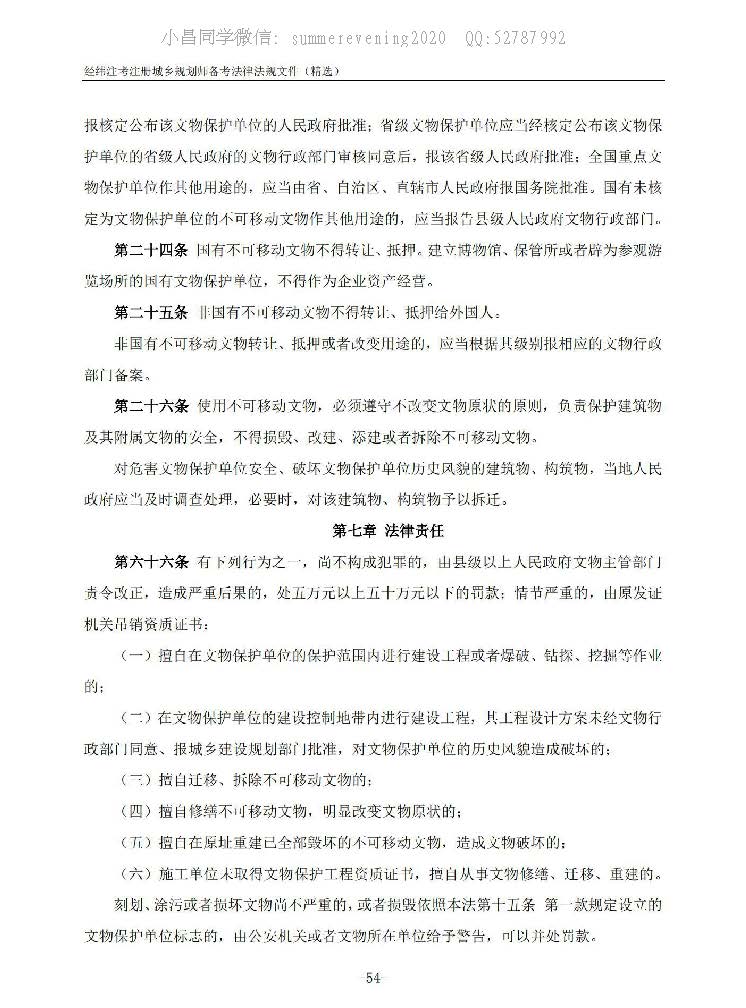 小昌同学微信: summerevening2020 QQ:52787992
经纬注考注册城乡规划师备考法律法规文件（精选）
报核定公布该文物保护单位的人民政府批准；省级文物保护单位应当经核定公布该文物保
护单位的省级人民政府的文物行政部门审核同意后，报该省级人民政府批准；全国重点文
物保护单位作其他用途的，应当由省、自治区、直辖市人民政府报国务院批准。国有未核
定为文物保护单位的不可移动文物作其他用途的，应当报告县级人民政府文物行政部门。
第二十四条 国有不可移动文物不得转让、抵押。建立博物馆、保管所或者辟为参观游
览场所的国有文物保护单位，不得作为企业资产经营。
第二十五条 非国有不可移动文物不得转让、抵押给外国人。
非国有不可移动文物转让、抵押或者改变用途的，应当根据其级别报相应的文物行政
部门备案。
第二十六条 使用不可移动文物，必须遵守不改变文物原状的原则，负责保护建筑物
及其附属文物的安全，不得损毁、改建、添建或者拆除不可移动文物。
对危害文物保护单位安全、破坏文物保护单位历史风貌的建筑物、构筑物，当地人民
政府应当及时调查处理，必要时，对该建筑物、构筑物予以拆迁。
第七章 法律责任
第六十六条 有下列行为之一，尚不构成犯罪的，由县级以上人民政府文物主管部门
责令改正，造成严重后果的，处五万元以上五十万元以下的罚款；情节严重的，由原发证
机关吊销资质证书：
（一）擅自在文物保护单位的保护范围内进行建设工程或者爆破、钻探、挖掘等作业
的；
（二）在文物保护单位的建设控制地带内进行建设工程，其工程设计方案未经文物行
政部门同意、报城乡建设规划部门批准，对文物保护单位的历史风貌造成破坏的；
（三）擅自迁移、拆除不可移动文物的；
（四）擅自修缮不可移动文物，明显改变文物原状的；
（五）擅自在原址重建已全部毁坏的不可移动文物，造成文物破坏的；
（六）施工单位未取得文物保护工程资质证书，擅自从事文物修缮、迁移、重建的。
刻划、涂污或者损坏文物尚不严重的，或者损毁依照本法第十五条 第一款规定设立的
文物保护单位标志的，由公安机关或者文物所在单位给予警告，可以并处罚款。
-54-